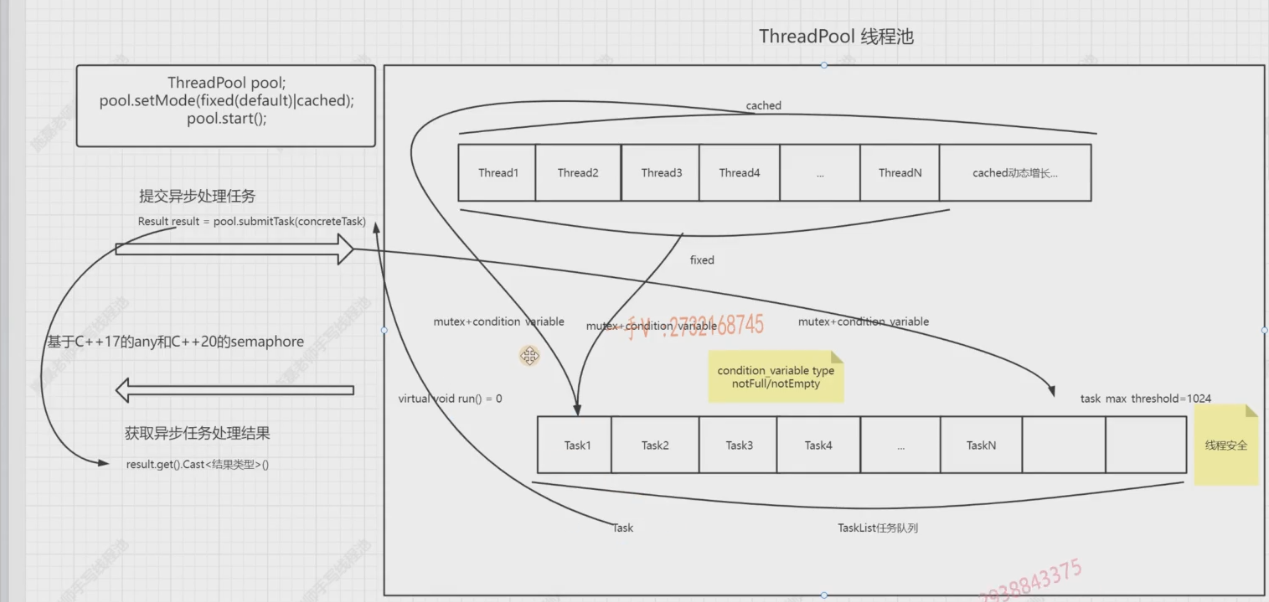 ThreadPool 线程池
ThreadPool pool;
pool.setMode(fixed(default)|cached);
pool.start();
提交异步处理任务
Result result = pool.submitTask(concreteTask)
基于C++17的any和C++20的semaphore
获取异步任务处理结果
result.get().Cast<结果类型>()
cached
Thread1
Thread2
Thread3
Thread4
...
ThreadN
cached动态增长...
fixed
mutex+condition variable
mutex+condition variable
mutex+condition variable
手V :2732168745
condition_variable type
notFull/notEmpty
virtual void run() = 0
task max threshold=1024
Task1
Task2
Task3
Task4
...
TaskN
线程安全
Task
TaskList任务队列
2938843375